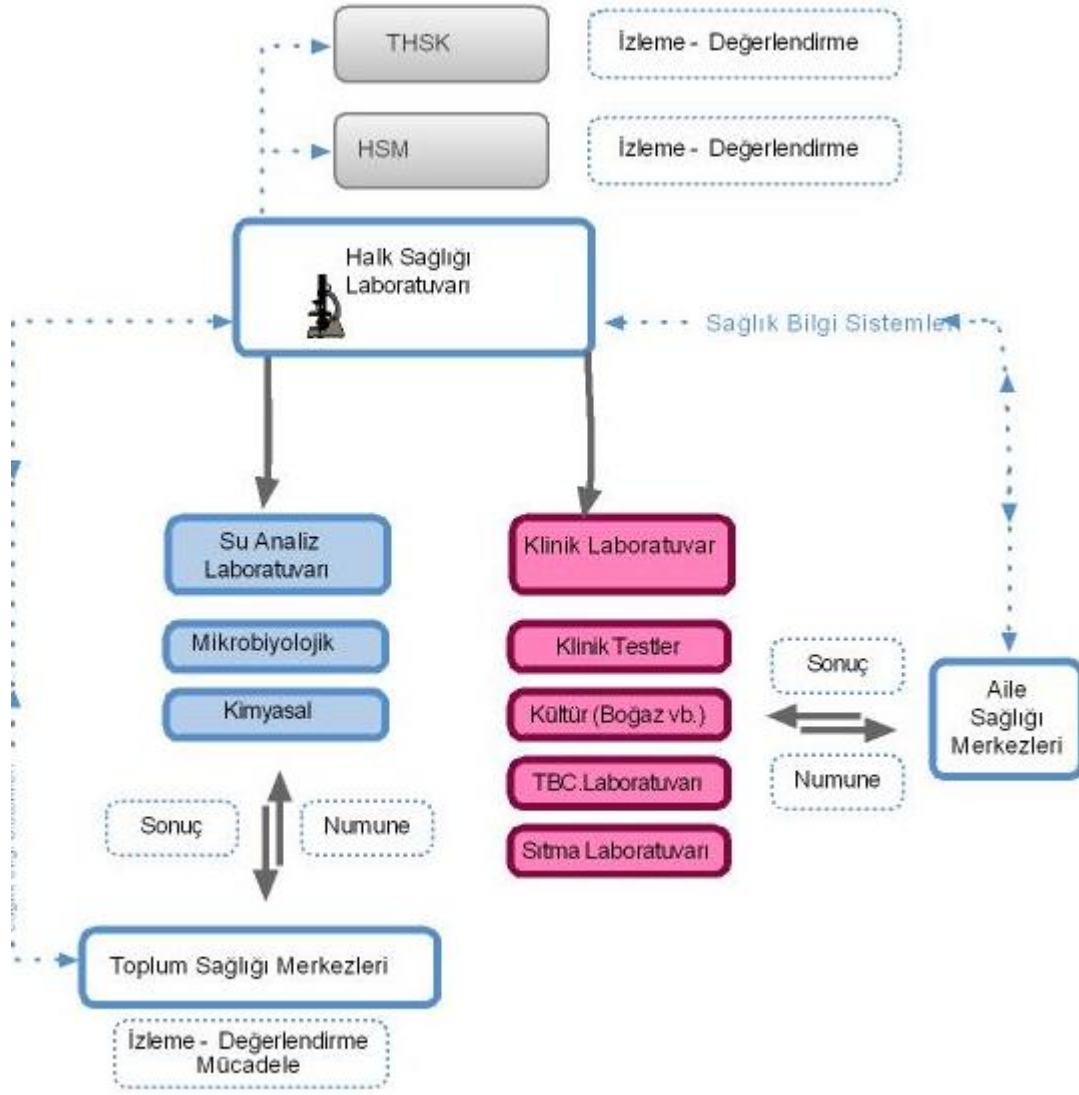 THSK
İzleme - Değerlendirme
HSM
İzleme - Değerlendirme
Halk Sağlığı
Laboratuvarı
Sağlık Bilgi Sistemleri
Su Analiz
Laboratuvarı
Klinik Laboratuvar
Mikrobiyolojik
Klinik Testler
Kimyasal
Kültür (Boğaz vb.)
Sonuç
Aile
Sağlığı
Merkezleri
Numune
TBC.Laboratuvarı
Sonuç
Numune
Sıtma Laboratuvarı
Toplum Sağlığı Merkezleri
İzleme - Değerlendirme
Mücadele